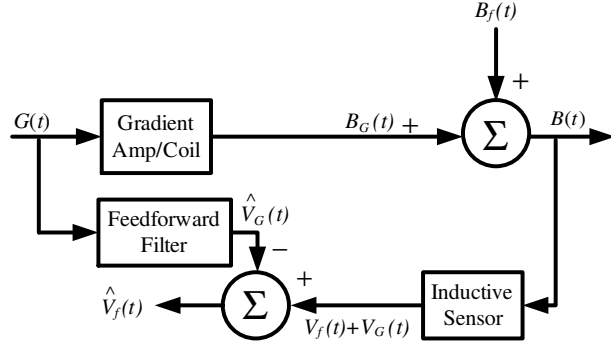 B_f(t)
+
G(t)
Gradient
Amp/Coil
B_G(t) +
Σ
B(t)
Feedforward
Filter
V̂_G(t)
−
+
V̂_f(t)
Σ
V_f(t)+V_G(t)
Inductive
Sensor